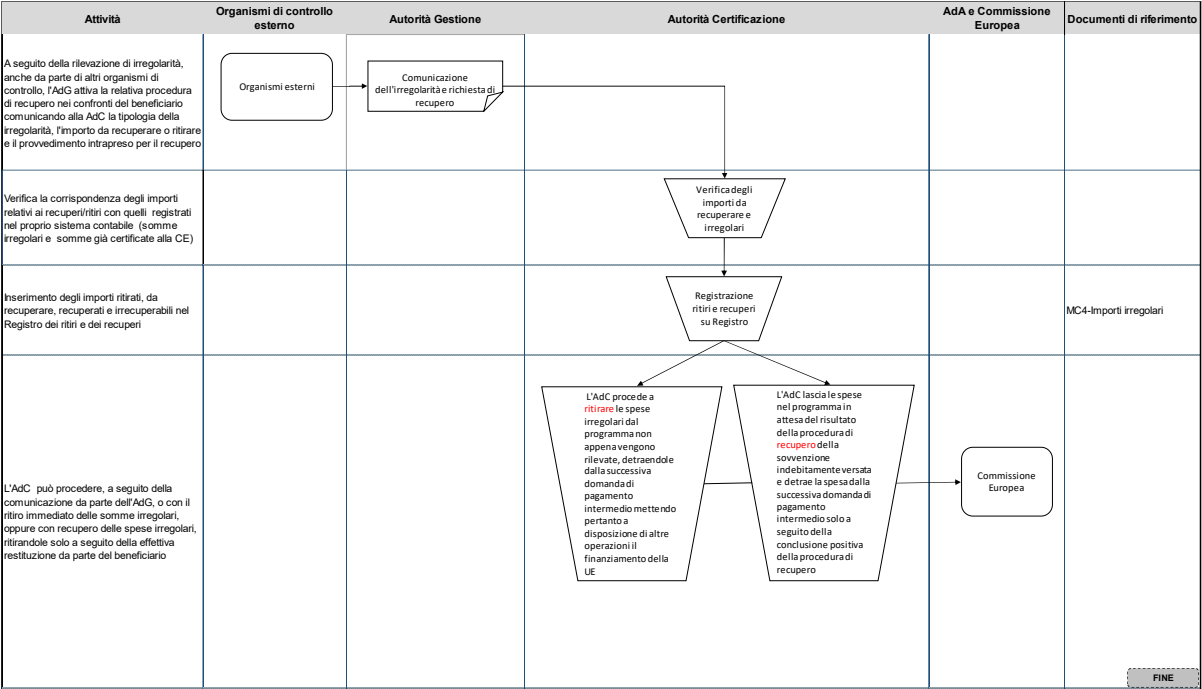 Attività
Organismi di controllo
esterno
Autorità Gestione
Autorità Certificazione
AdA e Commissione
Europea
Documenti di riferimento
A seguito della rilevazione di irregolarità,
anche da parte di altri organismi di
controllo, l'AdG attiva la relativa procedura
di recupero nei confronti del beneficiario
comunicando alla AdC la tipologia della
irregolarità, l'importo da recuperare o ritirare
e il provvedimento intrapreso per il recupero
Organismi esterni
Comunicazione
dell'irregolarità e richiesta di
recupero
Verifica la corrispondenza degli importi
relativi ai recuperi/ritiri con quelli registrati
nel proprio sistema contabile (somme
irregolari e somme già certificate alla CE)
Verifica degli
importi da
recuperare e
irregolari
Inserimento degli importi ritirati, da
recuperare, recuperati e irrecuperabili nel
Registro dei ritiri e dei recuperi
Registrazione
ritiri e recuperi
su Registro
MC4-Importi irregolari
L'AdC può procedere, a seguito della
comunicazione da parte dell'AdG, o con il
ritiro immediato delle somme irregolari,
oppure con recupero delle spese irregolari,
ritirandole solo a seguito della effettiva
restituzione da parte del beneficiario
L'AdC procede a
ritirare le spese
irregolari dal
programma non
appena vengono
rilevate, detraendole
dalla successiva
domanda di
pagamento
intermedio mettendo
pertanto a
disposizione di altre
operazioni il
finanziamento della
UE
L'AdC lascia le spese
nel programma in
attesa del risultato
della procedura di
recupero della
sovvenzione
indebitamente versata
e detrae la spesa dalla
successiva domanda di
pagamento
intermedio solo a
seguito della
conclusione positiva
della procedura di
recupero
Commissione
Europea
FINE